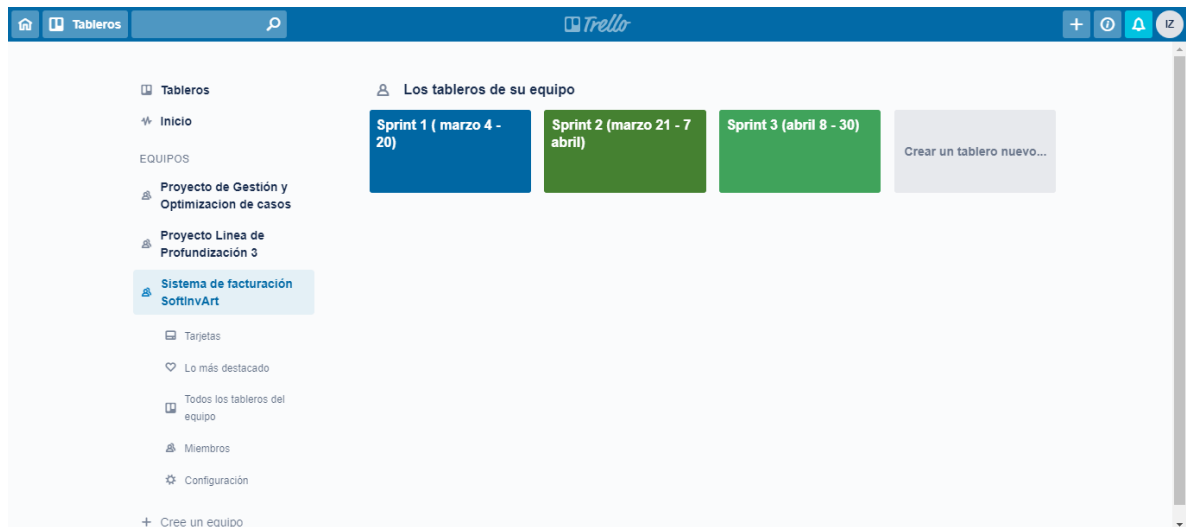 Tableros
Trello
IZ
Tableros
Inicio
EQUIPOS
Proyecto de Gestión y
Optimizacion de casos
Proyecto Linea de
Profundización 3
Sistema de facturación
SoftInvArt
Tarjetas
Lo más destacado
Todos los tableros del
equipo
Miembros
Configuración
+ Cree un equipo
Los tableros de su equipo
Sprint 1 ( marzo 4 -
20)
Sprint 2 (marzo 21 - 7
abril)
Sprint 3 (abril 8 - 30)
Crear un tablero nuevo...